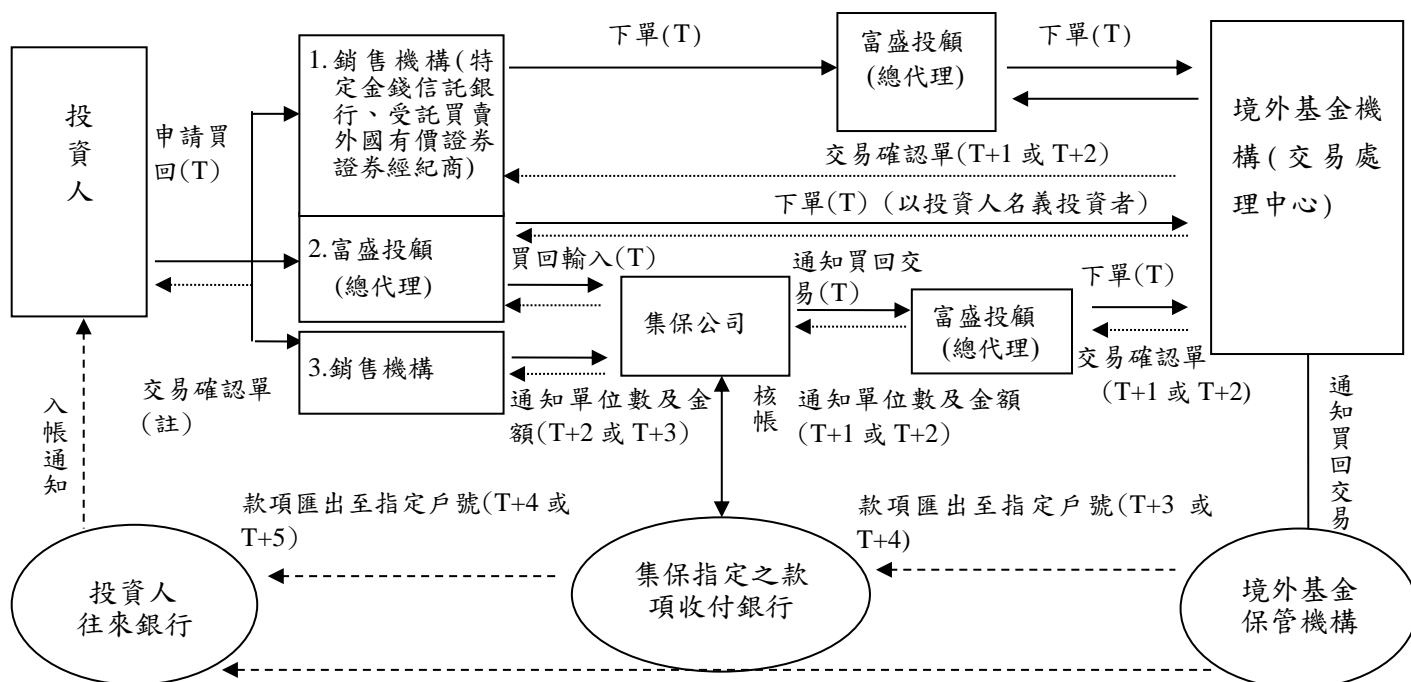 投
資
人
申請買
回(T)
1.銷售機構(特
定金錢信託銀
行、受託買賣
外國有價證券
證券經紀商)
下單(T)
富盛投顧
(總代理)
下單(T)
境外基金機
構(交易處
理中心)
交易確認單(T+1 或 T+2)
下單(T)(以投資人名義投資者)
2.富盛投顧
(總代理)
買回輸入(T)
集保公司
通知買回交
易(T)
富盛投顧
(總代理)
下單(T)
交易確認單
(T+1 或 T+2)
3.銷售機構
交易確認單
(註)
通知單位數及金
額(T+2 或 T+3)
核
帳
通知單位數及金額
(T+1 或 T+2)
通
知
買
回
交
易
入
帳
通
知
款項匯出至指定戶號(T+4 或
T+5)
款項匯出至指定戶號(T+3 或
T+4)
投資人
往來銀行
集保指定之款
項收付銀行
境外基金
保管機構